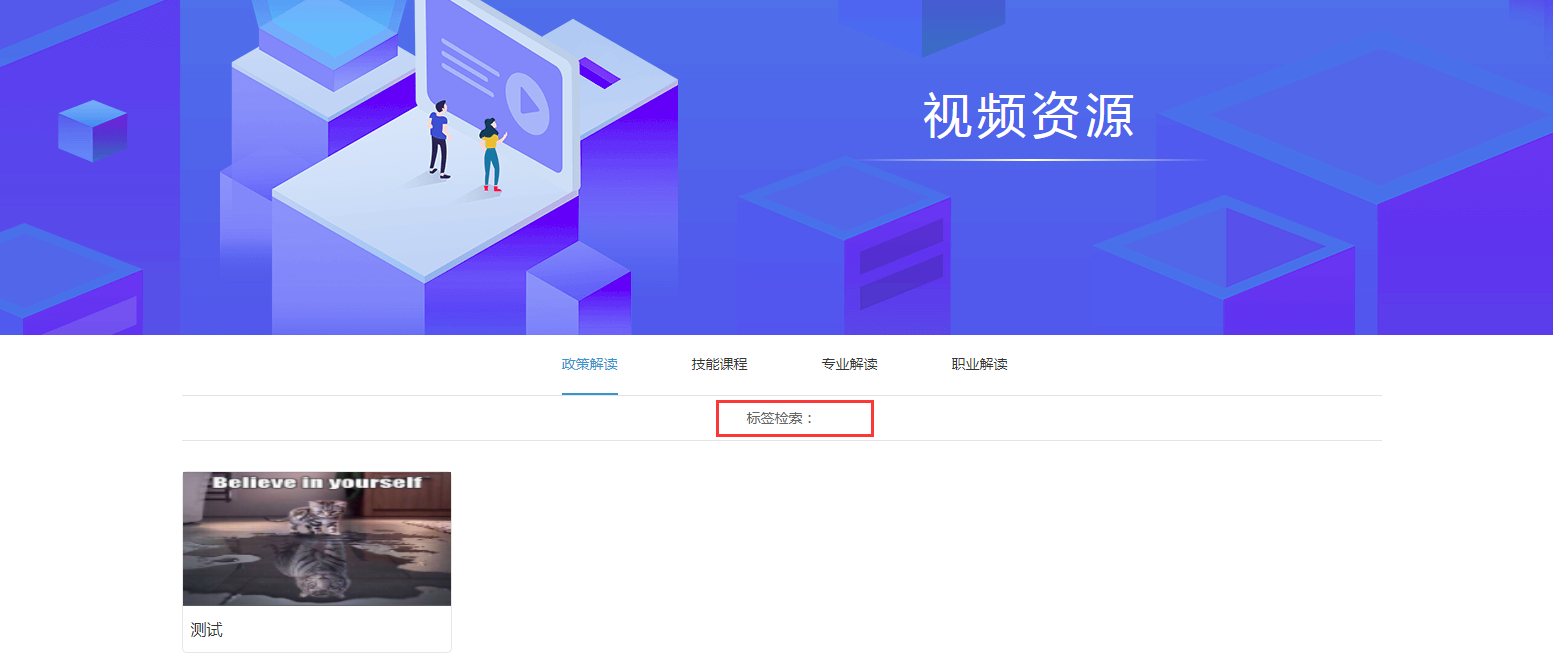 视频资源
政策解读 技能课程 专业解读 职业解读
标签检索：
Believe in yourself
测试